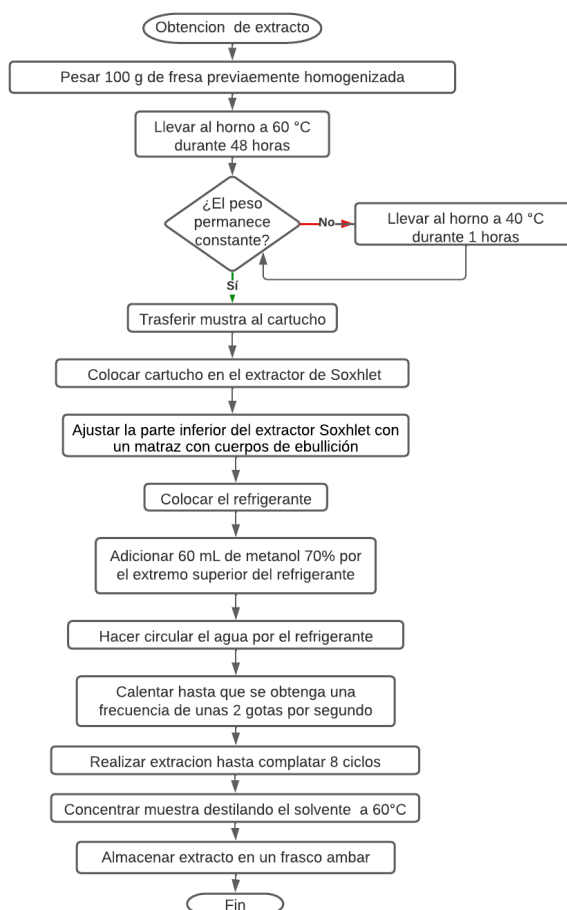 Obtencion de extracto
Pesar 100 g de fresa previaemente homogenizada
Llevar al horno a 60 °C
durante 48 horas
¿El peso
permanece
constante?
No
Llevar al horno a 40 °C
durante 1 horas
Sí
Trasferir mustra al cartucho
Colocar cartucho en el extractor de Soxhlet
Ajustar la parte inferior del extractor Soxhlet con
un matraz con cuerpos de ebullición
Colocar el refrigerante
Adicionar 60 mL de metanol 70% por
el extremo superior del refrigerante
Hacer circular el agua por el refrigerante
Calentar hasta que se obtenga una
frecuencia de unas 2 gotas por segundo
Realizar extracion hasta complatar 8 ciclos
Concentrar muestra destilando el solvente a 60°C
Almacenar extracto en un frasco ambar
Fin